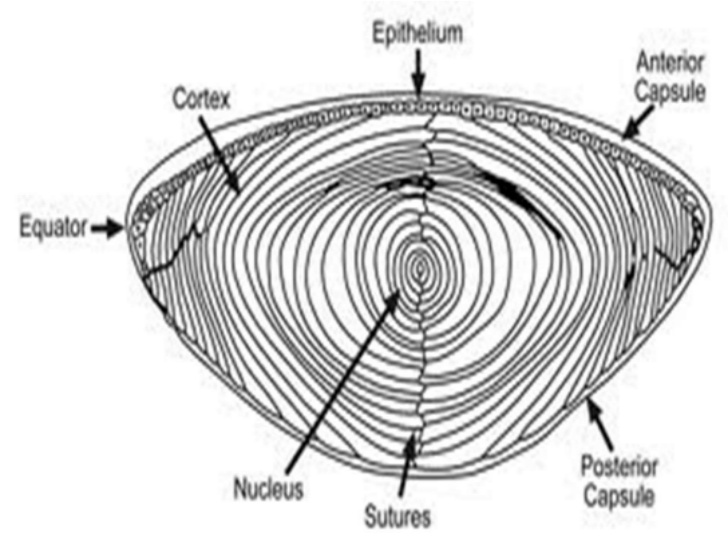 Epithelium
Anterior
Capsule
Cortex
Equator
Nucleus
Sutures
Posterior
Capsule